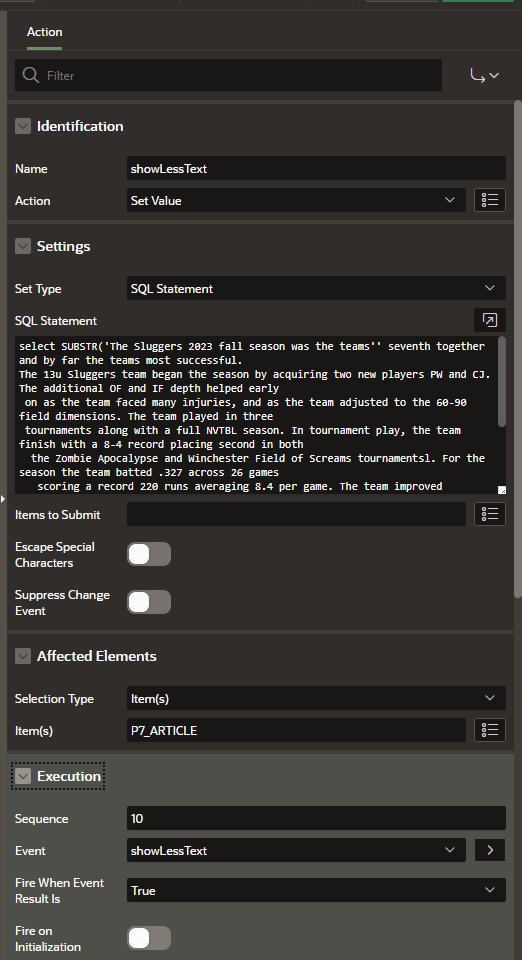 Action
Filter
Identification
Name showLessText
Action Set Value
Settings
Set Type SQL Statement
SQL Statement
select SUBSTR('The Sluggers 2023 fall season was the teams'' seventh together
and by far the teams most successful.
The 13u Sluggers team began the season by acquiring two new players PW and CJ.
The additional OF and IF depth helped early
on as the team faced many injuries, and as the team adjusted to the 60-90
field dimensions. The team played in three
tournaments along with a full NVTBL season. In tournament play, the team
finish with a 8-4 record placing second in both
the Zombie Apocalypse and Winchester Field of Screams tournamentsl. For the
season the team batted .327 across 26 games
scoring a record 220 runs averaging 8.4 per game. The team improved
Items to Submit
Escape Special
Characters
Suppress Change
Event
Affected Elements
Selection Type Item(s)
Item(s) P7_ARTICLE
Execution
Sequence 10
Event showLessText
Fire When Event
Result Is True
Fire on
Initialization